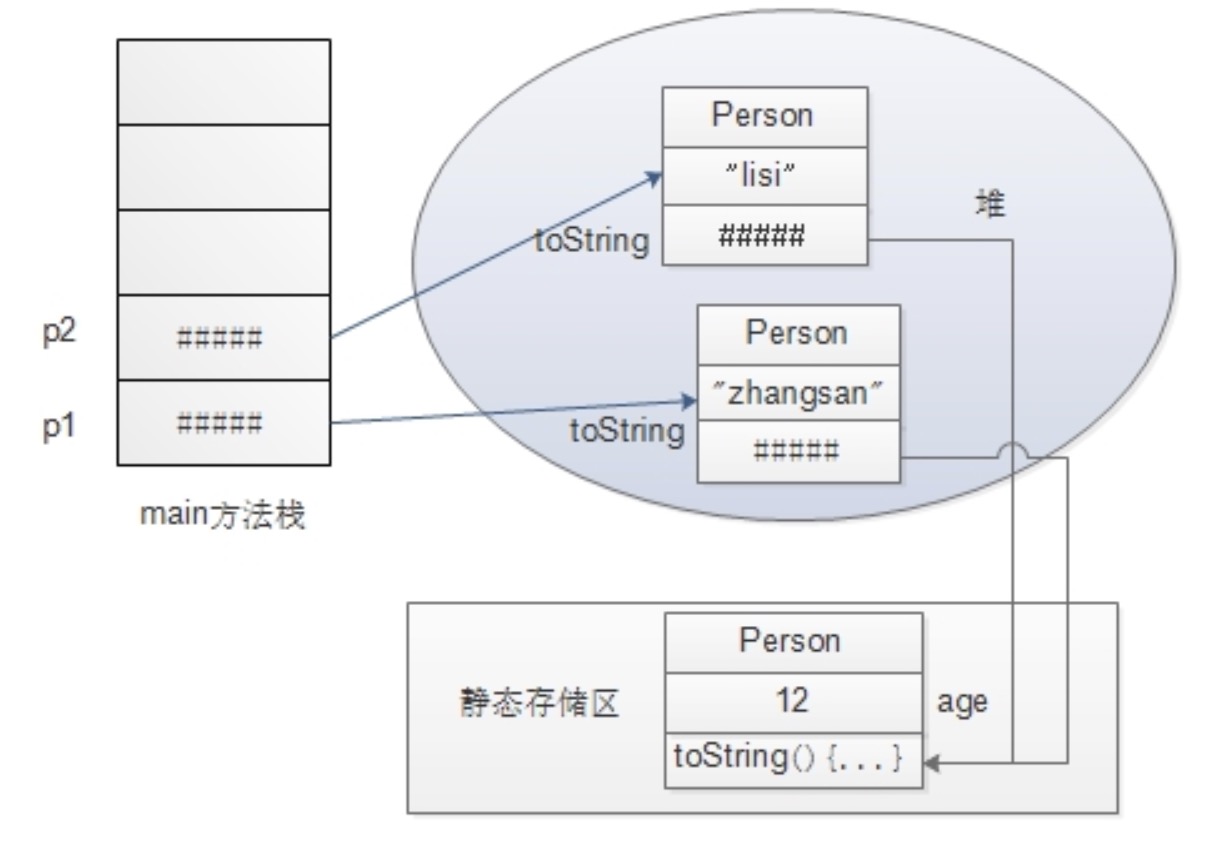 Person
"lisi"
toString
#####
堆
p2
#####
Person
"zhangsan"
p1
#####
toString
#####
main方法栈
Person
静态存储区
12
age
toString() {...}